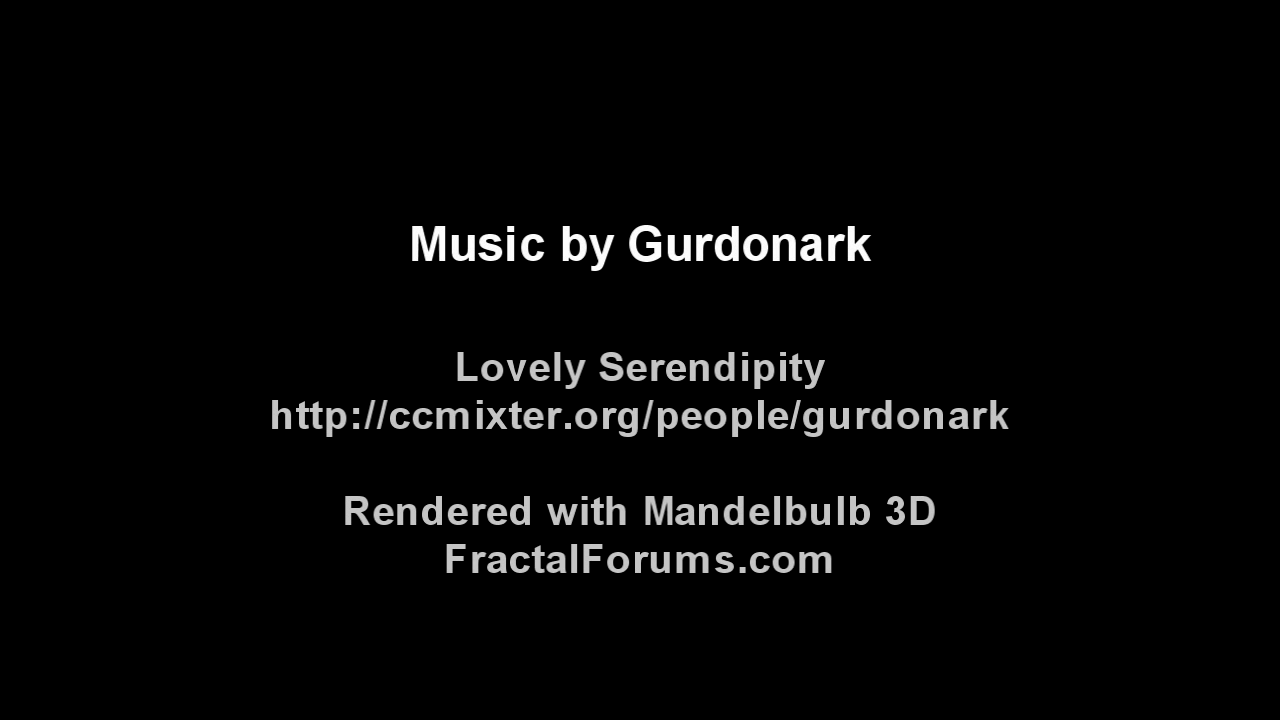 Music by Gurdonark
Lovely Serendipity
http://ccmixter.org/people/gurdonark
Rendered with Mandelbulb 3D
FractalForums.com